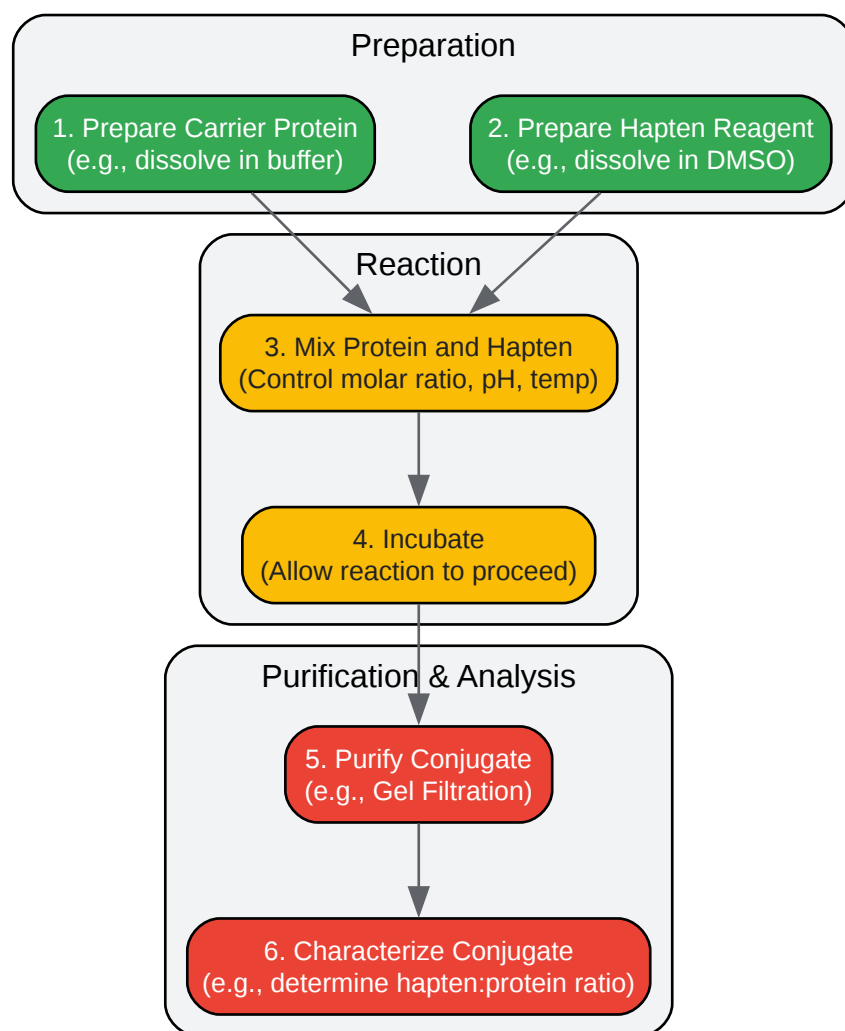 Preparation
1. Prepare Carrier Protein
(e.g., dissolve in buffer)
2. Prepare Hapten Reagent
(e.g., dissolve in DMSO)
Reaction
3. Mix Protein and Hapten
(Control molar ratio, pH, temp)
4. Incubate
(Allow reaction to proceed)
Purification & Analysis
5. Purify Conjugate
(e.g., Gel Filtration)
6. Characterize Conjugate
(e.g., determine hapten:protein ratio)